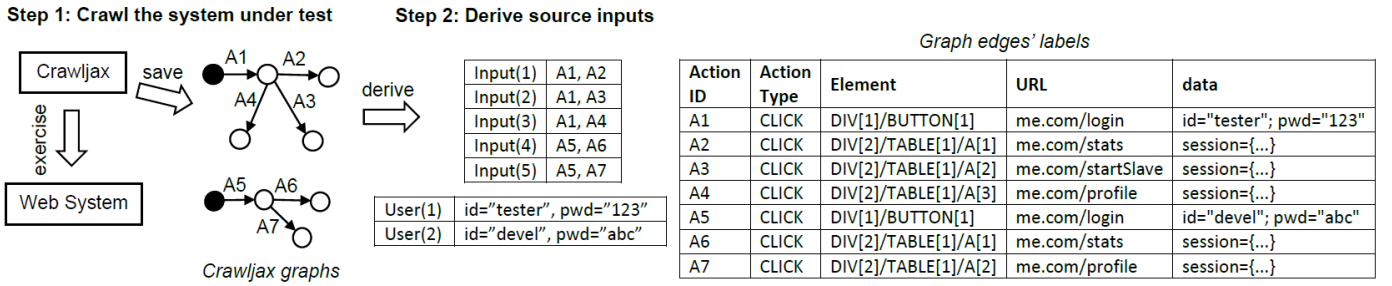 Step 1: Crawl the system under test
Step 2: Derive source inputs
Crawljax
save
exercise
Web System
A1
A2
A4
A3
A5
A6
A7
Crawljax graphs
derive
Input(1) A1, A2
Input(2) A1, A3
Input(3) A1, A4
Input(4) A5, A6
Input(5) A5, A7
User(1) id="tester", pwd="123"
User(2) id="devel", pwd="abc"
Graph edges' labels
Action ID Action Type Element URL data
A1 CLICK DIV[1]/BUTTON[1] me.com/login id="tester"; pwd="123"
A2 CLICK DIV[2]/TABLE[1]/A[1] me.com/stats session={...}
A3 CLICK DIV[2]/TABLE[1]/A[2] me.com/startSlave session={...}
A4 CLICK DIV[2]/TABLE[1]/A[3] me.com/profile session={...}
A5 CLICK DIV[1]/BUTTON[1] me.com/login id="devel"; pwd="abc"
A6 CLICK DIV[2]/TABLE[1]/A[1] me.com/stats session={...}
A7 CLICK DIV[2]/TABLE[1]/A[2] me.com/profile session={...}